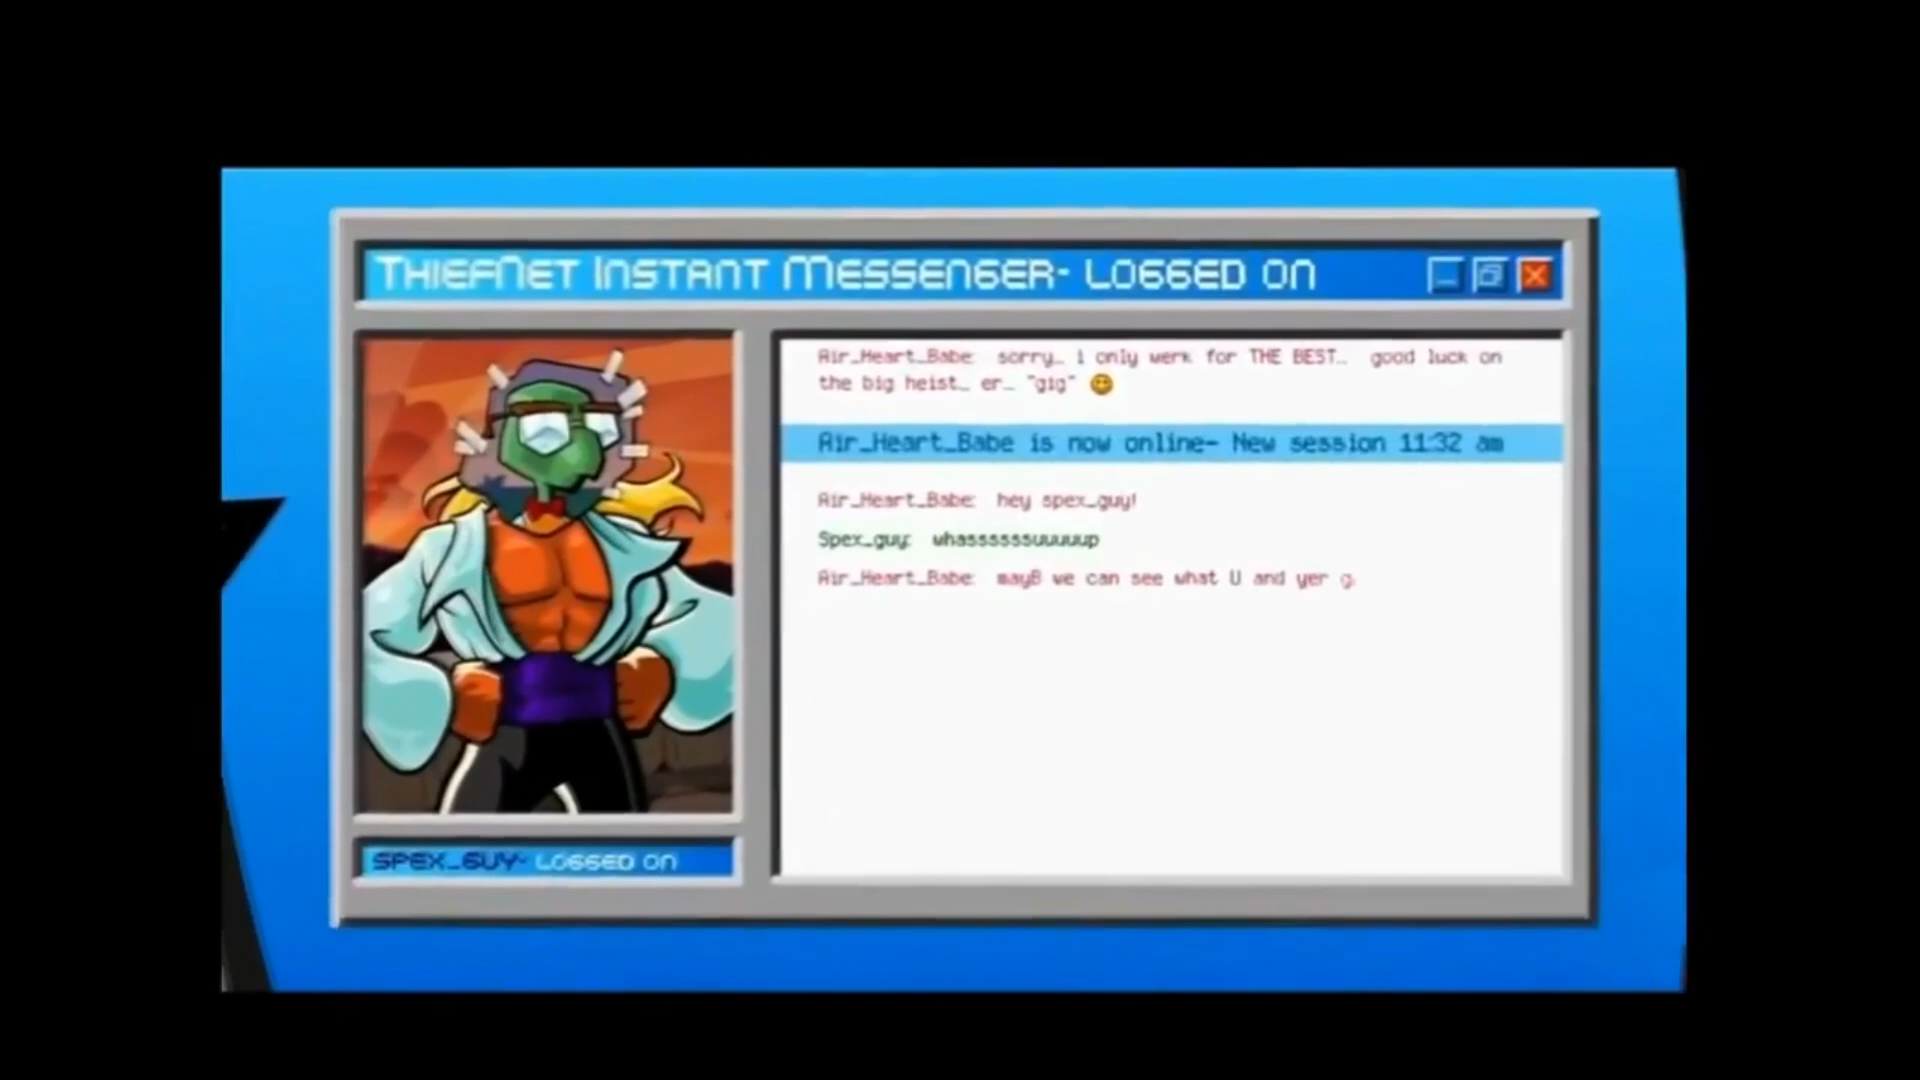 ThiefNet Instant Messenger- Logged On
Air_Heart_Babe: sorry... i only werk for THE BEST... good luck on
the big heist... er... "gig"
Air_Heart_Babe is now online- New session 11:32 am
Air_Heart_Babe: hey spex_guy!
Spex_guy: whassssssuuuuup
Air_Heart_Babe: mayB we can see what U and yer g
Spex_Guy- Logged On